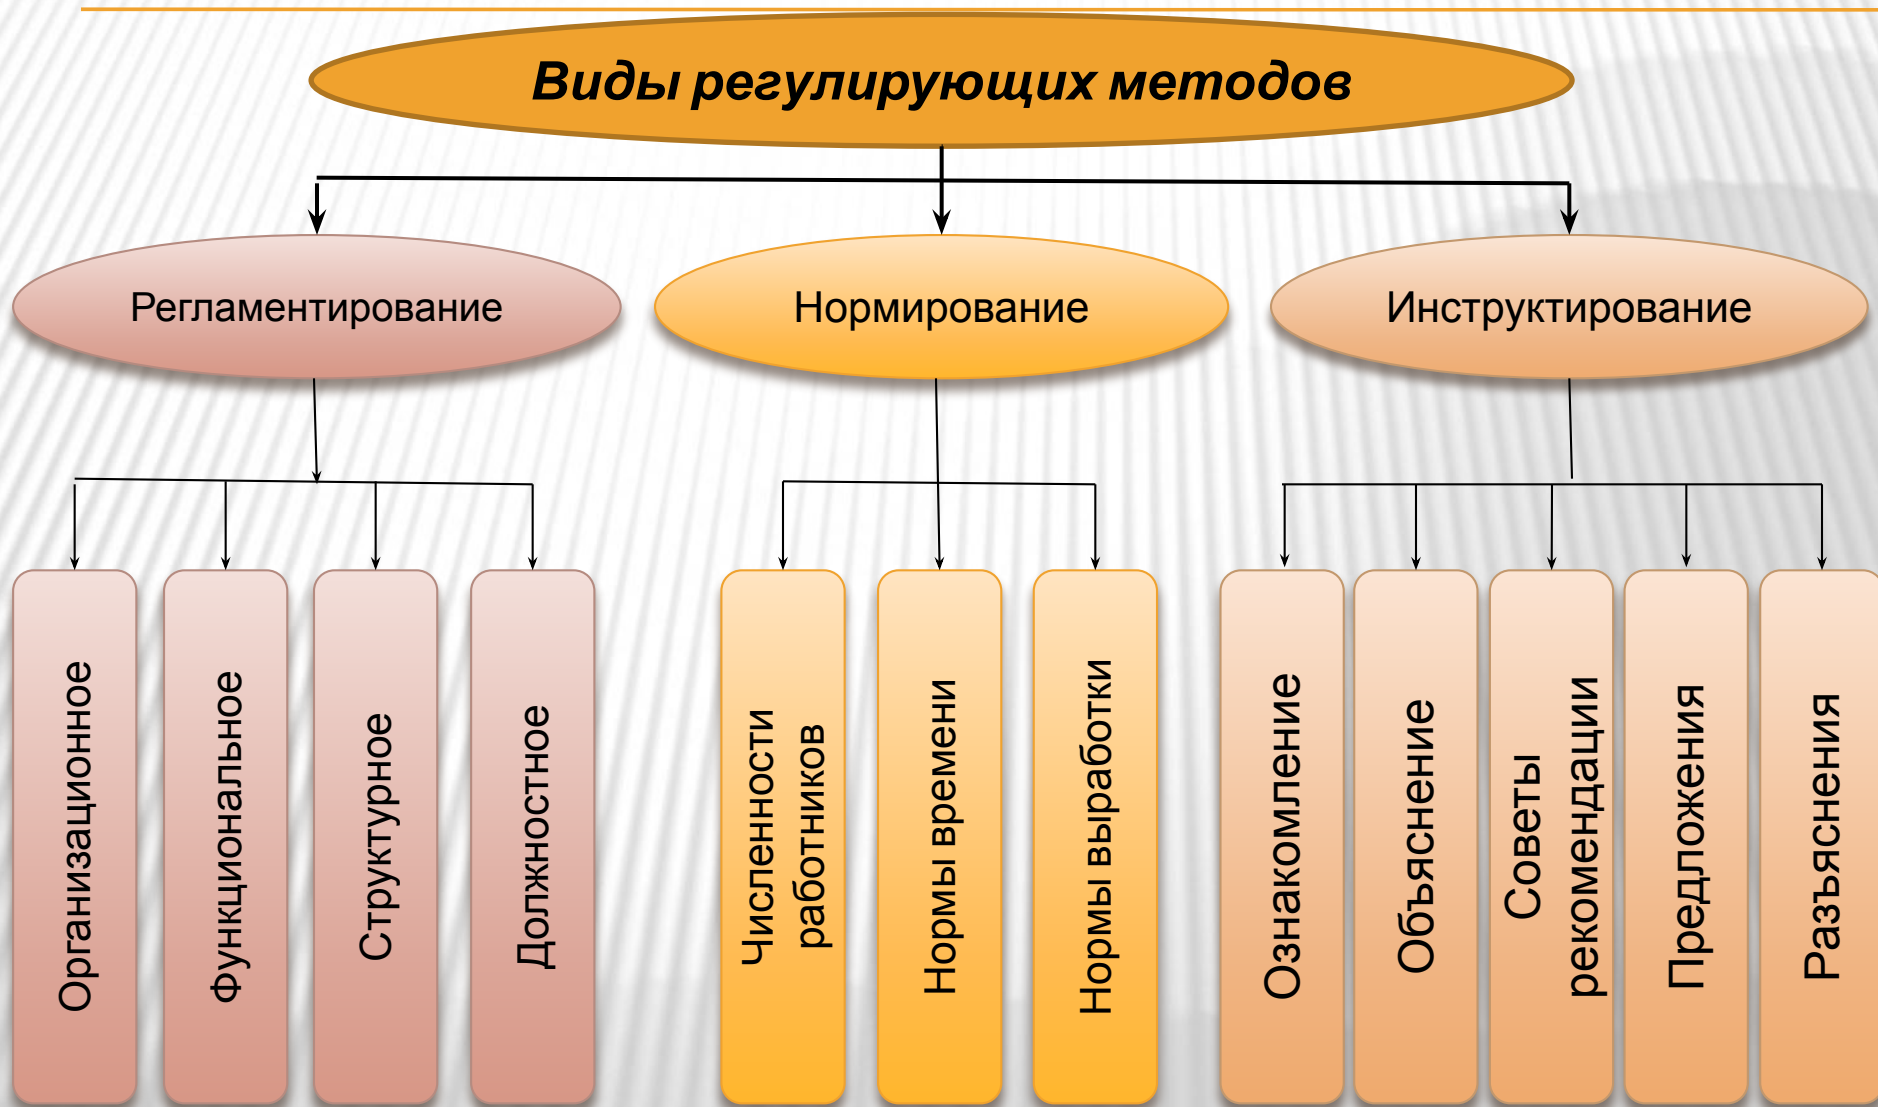 Виды регулирующих методов
Регламентирование
Нормирование
Инструктирование
Организационное
Функциональное
Структурное
Должностное
Численности
работников
Нормы времени
Нормы выработки
Ознакомление
Объяснение
Советы
рекомендации
Предложения
Разъяснения